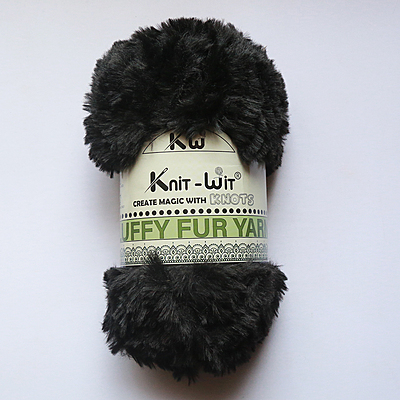 KW
Knit-Wit®
CREATE MAGIC WITH KNOTS
UFFY FUR YAR